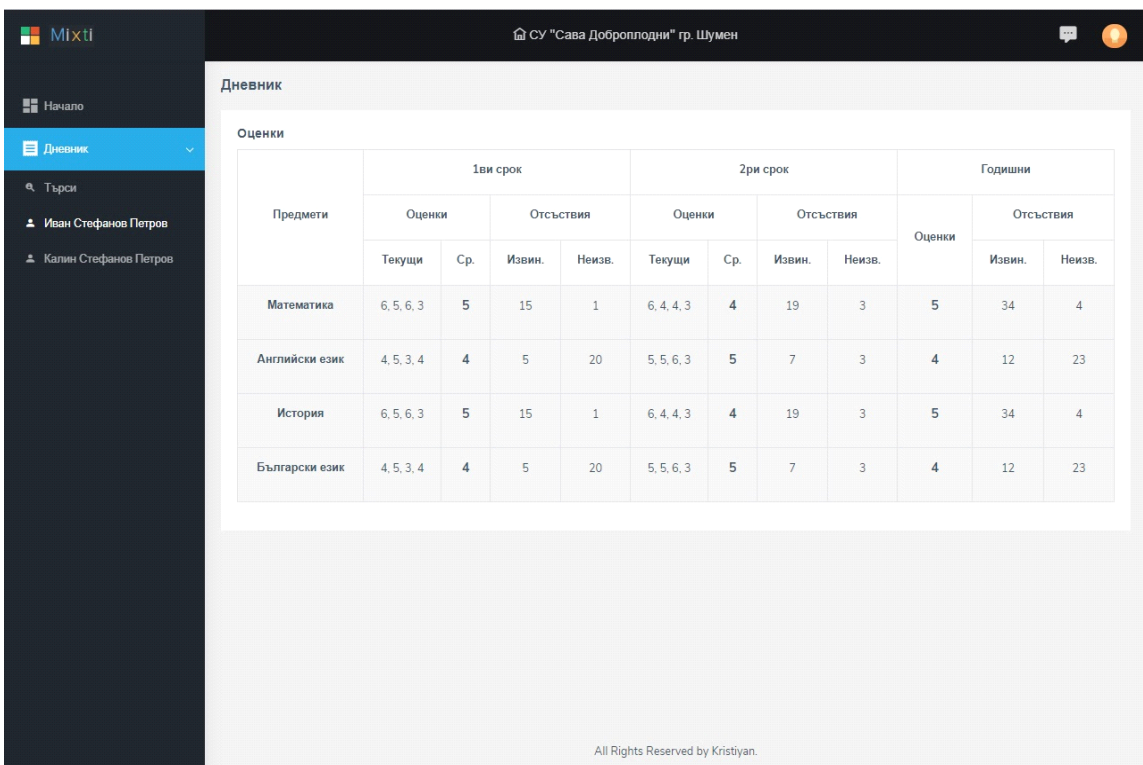 Mixti
СУ "Сава Доброплодни" гр. Шумен
Начало
Дневник
Търси
Иван Стефанов Петров
Калин Стефанов Петров
Дневник
Оценки
Предмети 1ви срок 2ри срок Годишни
Оценки Отсъствия Оценки Отсъствия Оценки Отсъствия
Текущи Ср. Извин. Неизв. Текущи Ср. Извин. Неизв. Извин. Неизв.
Математика 6, 5, 6, 3 5 15 1 6, 4, 4, 3 4 19 3 5 34 4
Английски език 4, 5, 3, 4 4 5 20 5, 5, 6, 3 5 7 3 4 12 23
История 6, 5, 6, 3 5 15 1 6, 4, 4, 3 4 19 3 5 34 4
Български език 4, 5, 3, 4 4 5 20 5, 5, 6, 3 5 7 3 4 12 23
All Rights Reserved by Kristiyan.